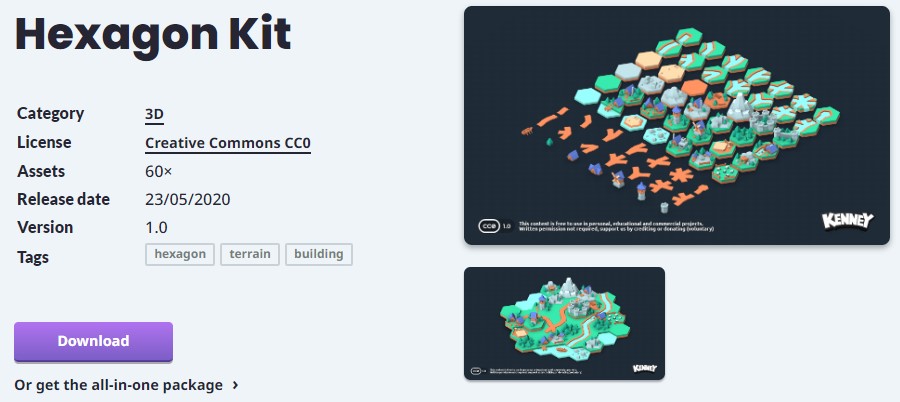 Hexagon Kit
Category 3D
License Creative Commons CC0
Assets 60×
Release date 23/05/2020
Version 1.0
Tags hexagon terrain building
Download
Or get the all-in-one package ›
CC0 1.0
This content is free to use in personal, educational and commercial projects.
Written permission not required, support us by crediting or donating (voluntary)
KENNEY
KENNEY